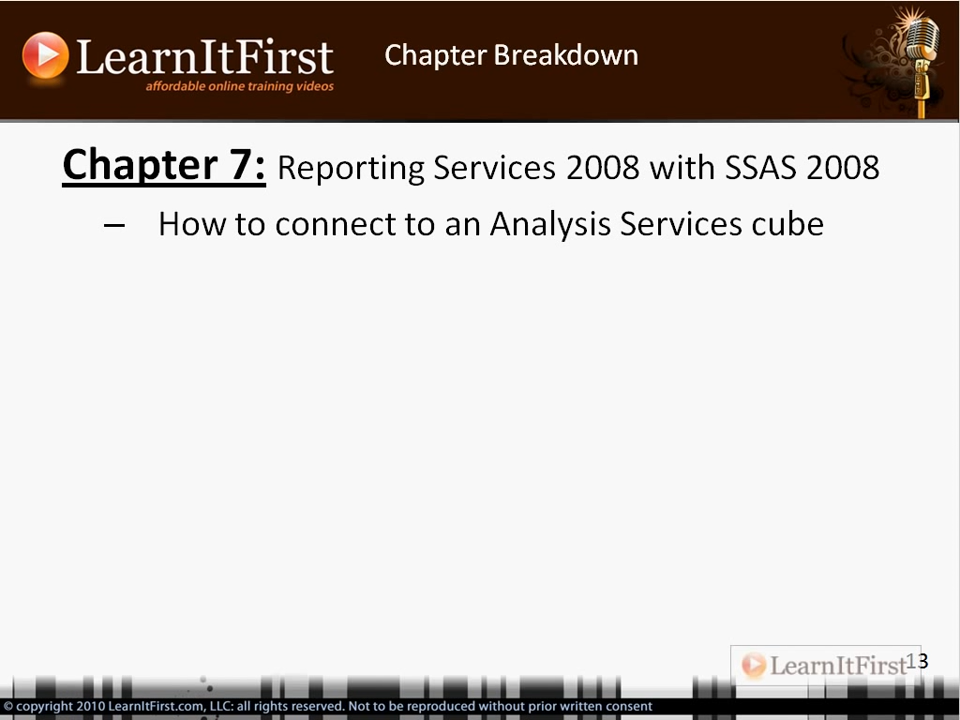 LearnItFirst
affordable online training videos
Chapter Breakdown
Chapter 7: Reporting Services 2008 with SSAS 2008
– How to connect to an Analysis Services cube
LearnItFirst
13
© copyright 2010 LearnItFirst.com, LLC: all rights reserved. Not to be reproduced without prior written consent